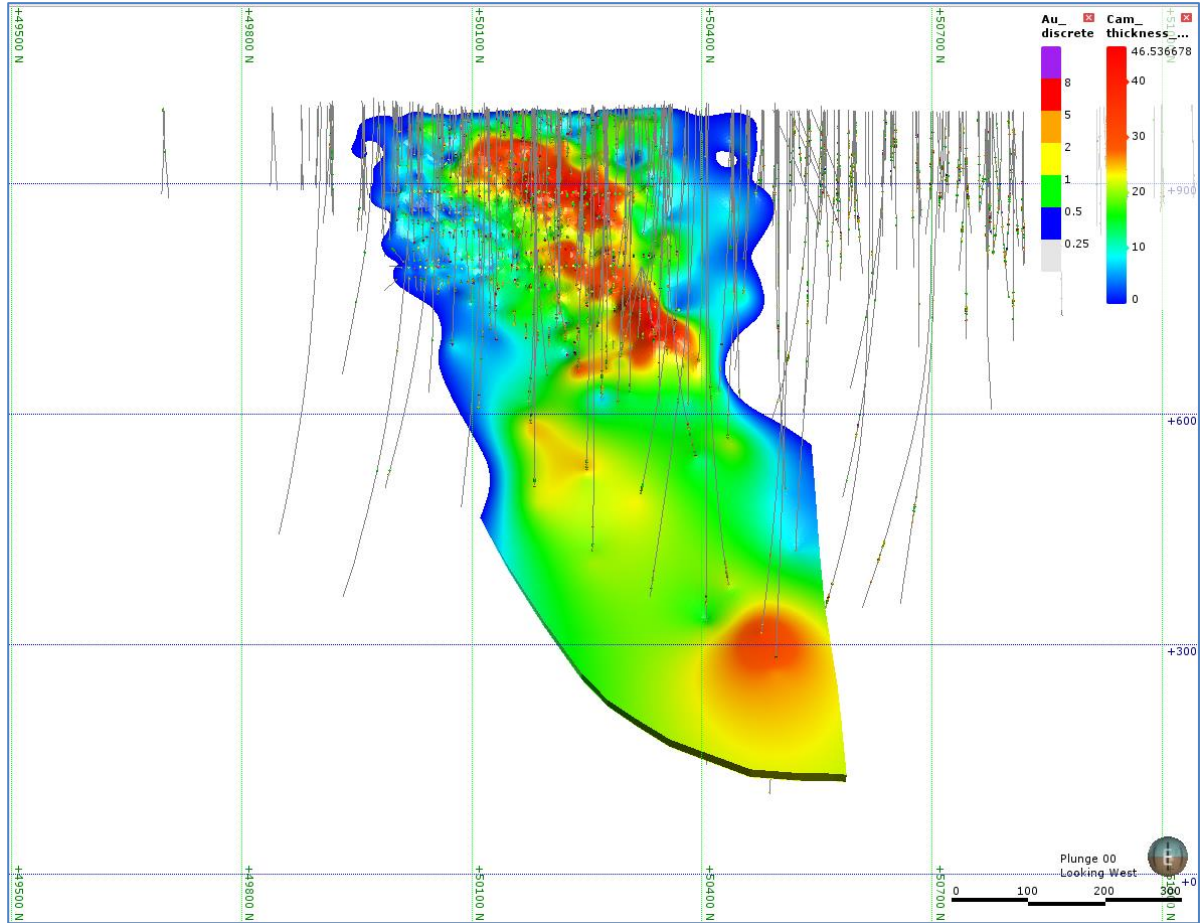 +49500 N
+49800 N
+50100 N
+50400 N
+50700 N
Au_
discrete
8
5
2
1
0.5
0.25
Cam_
thickness_...
46.536678
40
30
20
10
0
+900
+600
+300
+0
+49500 N
+49800 N
+50100 N
+50400 N
+50700 N
Plunge 00
Looking West
0 100 200 300